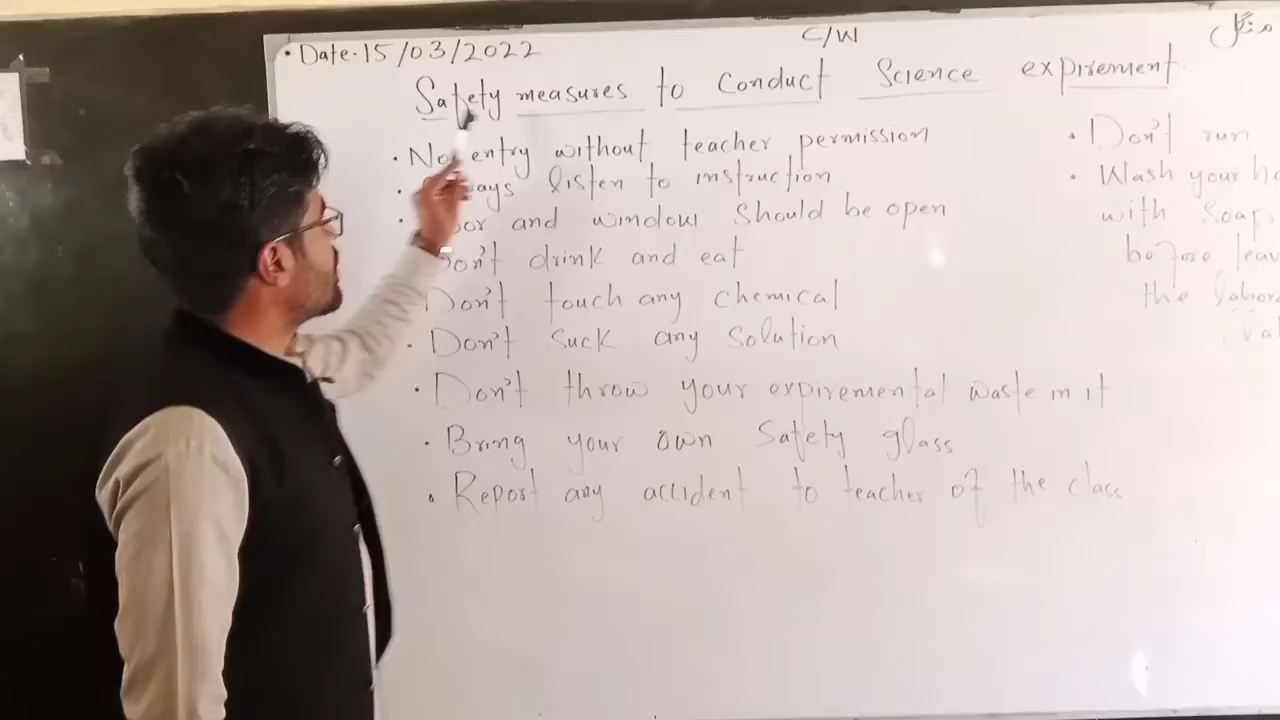 • Date. 15/03/2022
C/W
منگل
Safety measures to Conduct Science expirement
• No entry without teacher permission
• ways listen to instruction
• oor and window should be open
Don't drink and eat
Don't touch any chemical
• Don't suck any solution
• Don't throw your expiremental waste in it
• Bring your own Safety glass
• Report any accident to teacher of the class
• Don't run
• Wash your ha
with soap
before leav
the labora